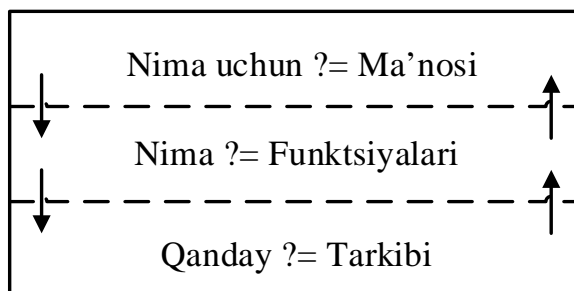 Nima uchun ?= Ma’nosi
Nima ?= Funktsiyalari
Qanday ?= Tarkibi